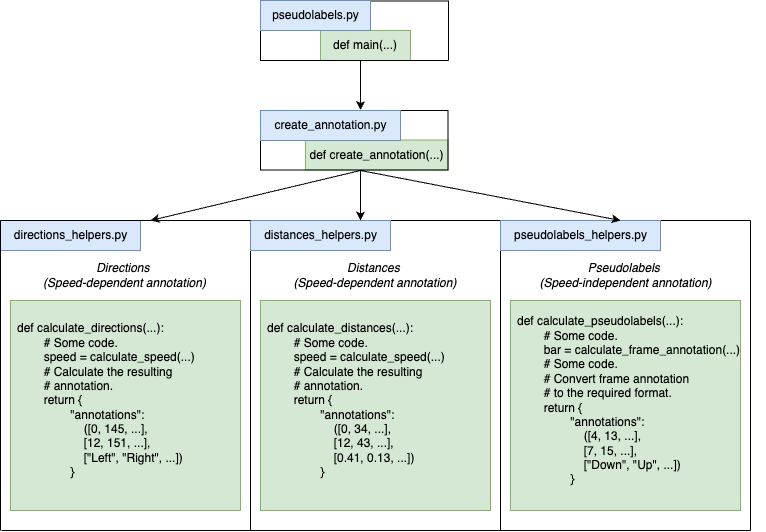 pseudolabels.py
def main(...)
create_annotation.py
def create_annotation(...)
directions_helpers.py
Directions
(Speed-dependent annotation)
def calculate_directions(...):
# Some code.
speed = calculate_speed(...)
# Calculate the resulting
# annotation.
return {
"annotations":
([0, 145, ...],
[12, 151, ...],
["Left", "Right", ...])
}
distances_helpers.py
Distances
(Speed-dependent annotation)
def calculate_distances(...):
# Some code.
speed = calculate_speed(...)
# Calculate the resulting
# annotation.
return {
"annotations":
([0, 34, ...],
[12, 43, ...],
[0.41, 0.13, ...])
}
pseudolabels_helpers.py
Pseudolabels
(Speed-independent annotation)
def calculate_pseudolabels(...):
# Some code.
bar = calculate_frame_annotation(...)
# Some code.
# Convert frame annotation
# to the required format.
return {
"annotations":
([4, 13, ...],
[7, 15, ...],
["Down", "Up", ...])
}